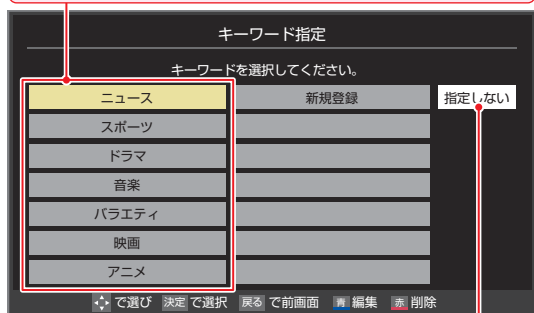 キーワード指定
キーワードを選択してください。
ニュース 新規登録 指定しない
スポーツ
ドラマ
音楽
バラエティ
映画
アニメ
で選び 決定 で選択 戻る で前画面 青 編集 赤 削除